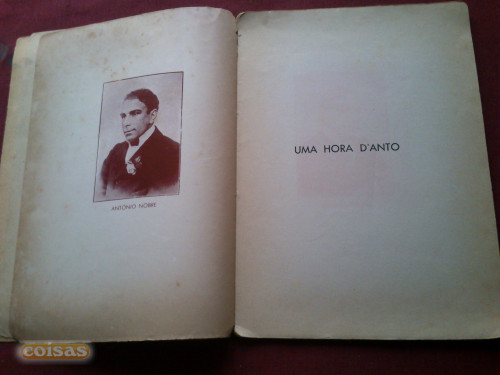 ANTÓNIO NOBRE
UMA HORA D'ANTO
coisas